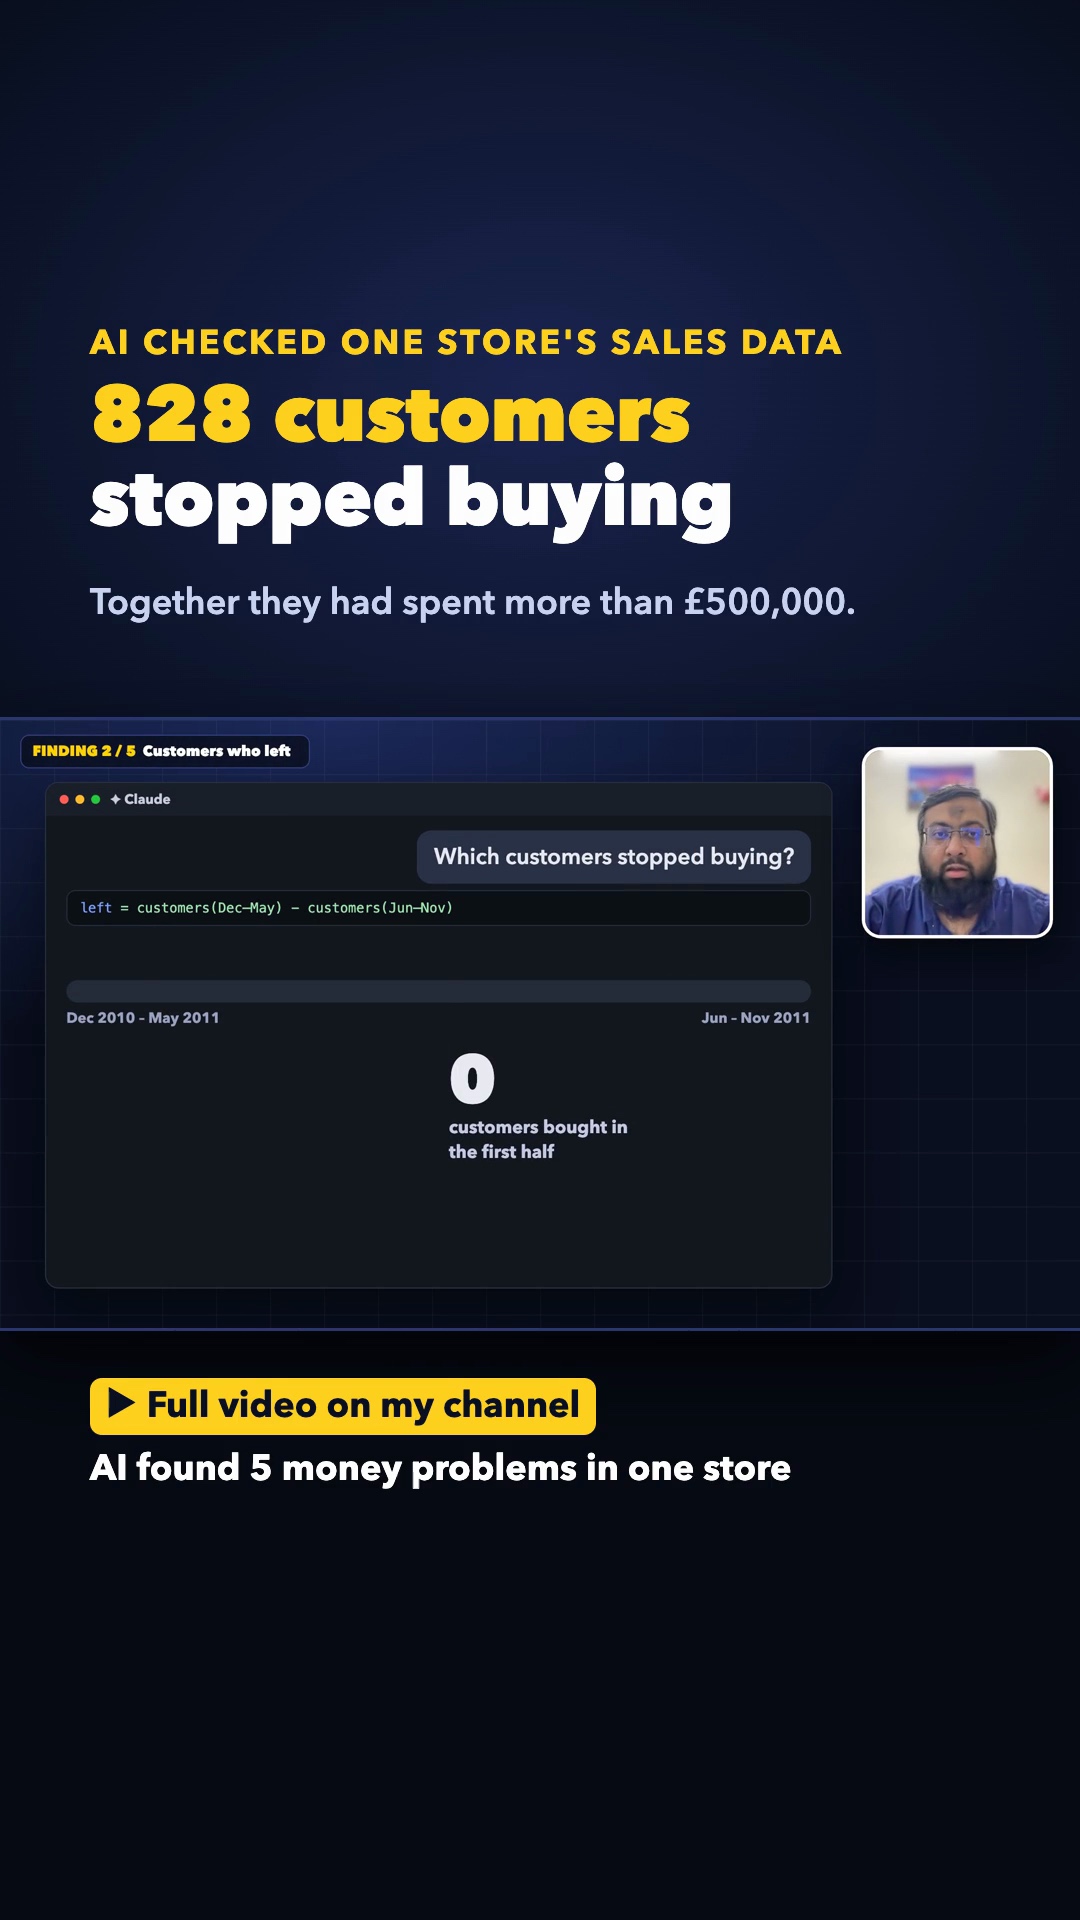 AI CHECKED ONE STORE'S SALES DATA
828 customers
stopped buying
Together they had spent more than £500,000.
FINDING 2 / 5 Customers who left
✦ Claude
Which customers stopped buying?
left = customers(Dec–May) − customers(Jun–Nov)
Dec 2010 - May 2011
Jun - Nov 2011
0
customers bought in
the first half
▶ Full video on my channel
AI found 5 money problems in one store